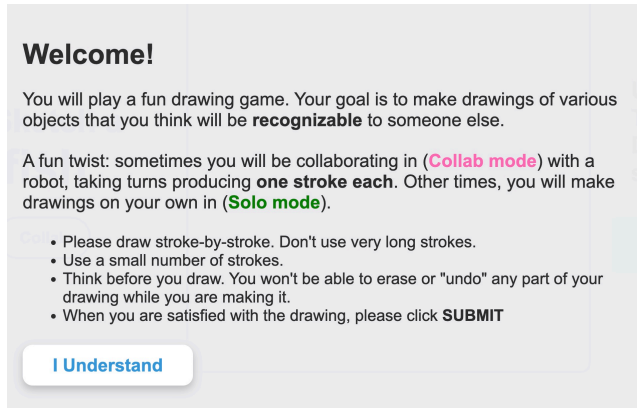 Welcome!
You will play a fun drawing game. Your goal is to make drawings of various
objects that you think will be recognizable to someone else.
A fun twist: sometimes you will be collaborating in (Collab mode) with a
robot, taking turns producing one stroke each. Other times, you will make
drawings on your own in (Solo mode).
• Please draw stroke-by-stroke. Don't use very long strokes.
• Use a small number of strokes.
• Think before you draw. You won't be able to erase or "undo" any part of your
drawing while you are making it.
• When you are satisfied with the drawing, please click SUBMIT
I Understand